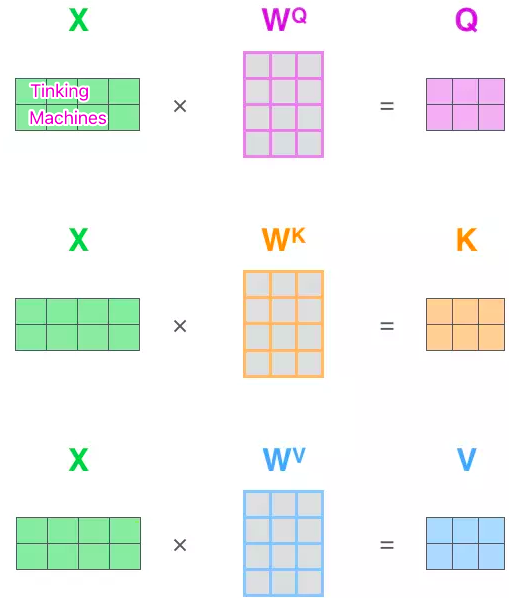 X W^Q Q
Tinking
Machines
× =
X W^K K
× =
X W^V V
× =